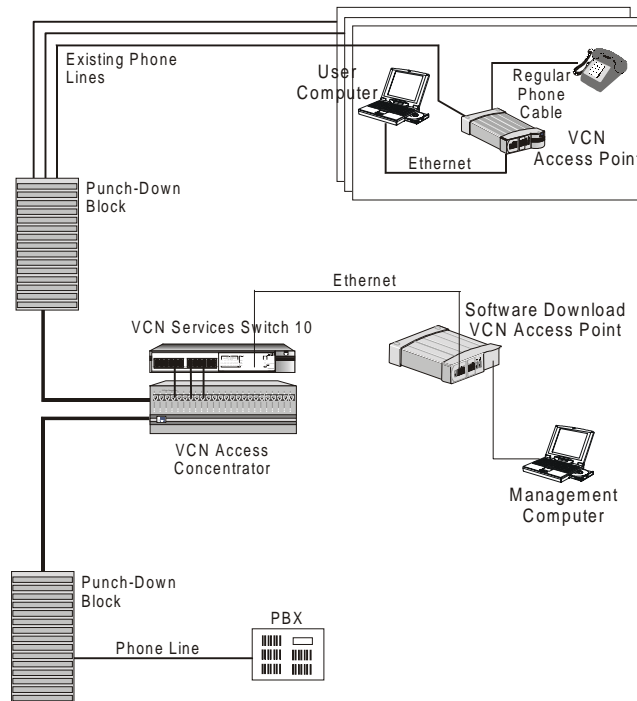 Existing Phone
Lines
User
Computer
Regular
Phone
Cable
VCN
Access Point
Ethernet
Punch-Down
Block
Ethernet
VCN Services Switch 10
Software Download
VCN Access Point
VCN Access
Concentrator
Management
Computer
Punch-Down
Block
PBX
Phone Line